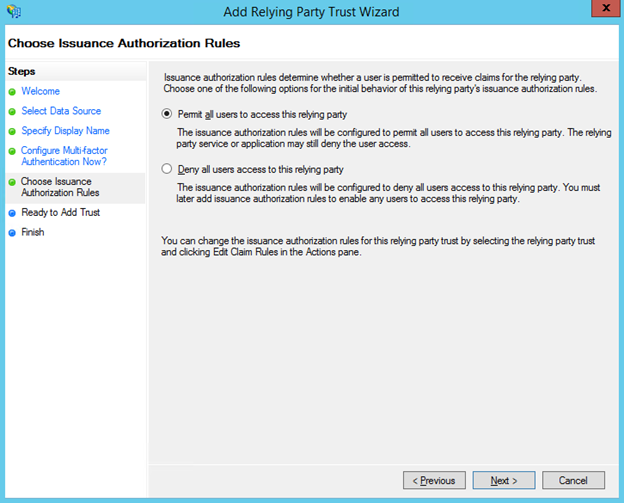 Add Relying Party Trust Wizard
x
Choose Issuance Authorization Rules
Steps
Welcome
Select Data Source
Specify Display Name
Configure Multi-factor
Authentication Now?
Choose Issuance
Authorization Rules
Ready to Add Trust
Finish
Issuance authorization rules determine whether a user is permitted to receive claims for the relying party.
Choose one of the following options for the initial behavior of this relying party's issuance authorization rules.
Permit all users to access this relying party
The issuance authorization rules will be configured to permit all users to access this relying party. The relying
party service or application may still deny the user access.
Deny all users access to this relying party
The issuance authorization rules will be configured to deny all users access to this relying party. You must
later add issuance authorization rules to enable any users to access this relying party.
You can change the issuance authorization rules for this relying party trust by selecting the relying party trust
and clicking Edit Claim Rules in the Actions pane.
< Previous
Next >
Cancel